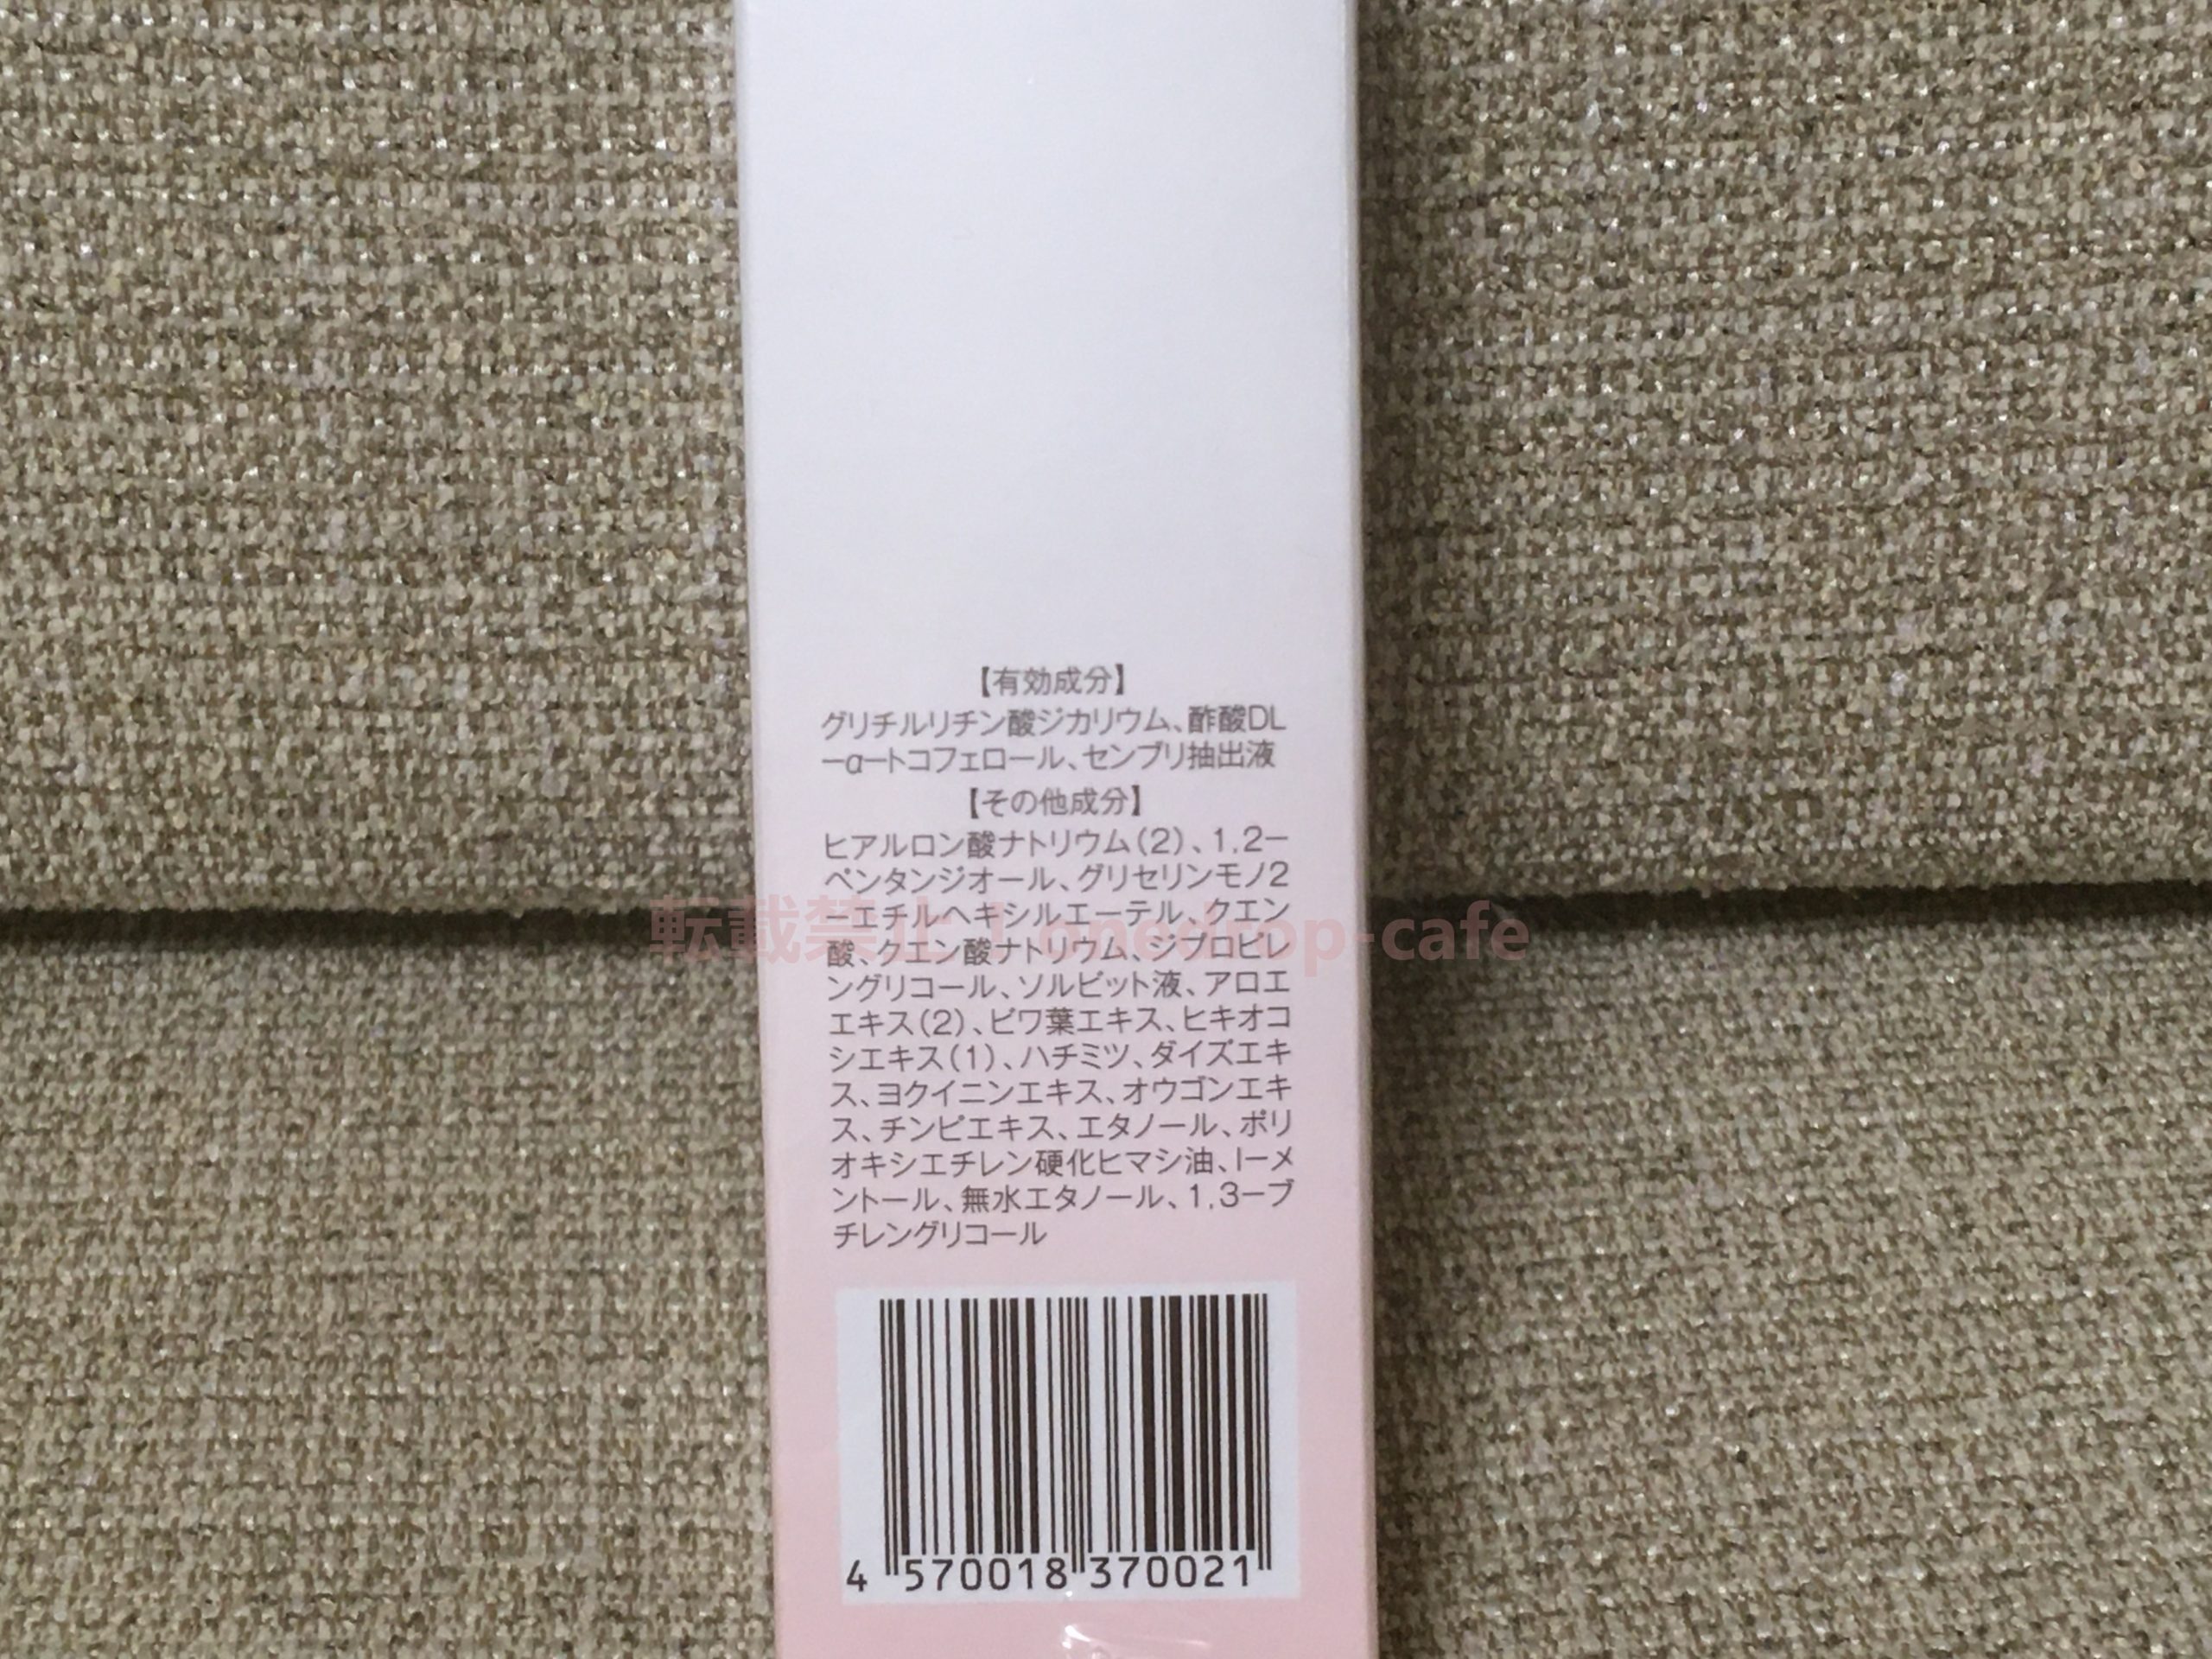 【有効成分】
グリチルリチン酸ジカリウム、酢酸DL
ーα－トコフェロール、センブリ抽出液
【その他成分】
ヒアルロン酸ナトリウム(2)、1,2－
ペンタンジオール、グリセリンモノ2
－エチルヘキシルエーテル、クエン
転載禁止！onedrop-cafe
酸、クエン酸ナトリウム、ジプロピレ
ングリコール、ソルビット液、アロエ
エキス(2)、ビワ葉エキス、ヒキオコ
シエキス(1)、ハチミツ、ダイズエキ
ス、ヨクイニンエキス、オウゴンエキ
ス、チンピエキス、エタノール、ポリ
オキシエチレン硬化ヒマシ油、l－メ
ントール、無水エタノール、1,3－ブ
チレングリコール
4 570018 370021